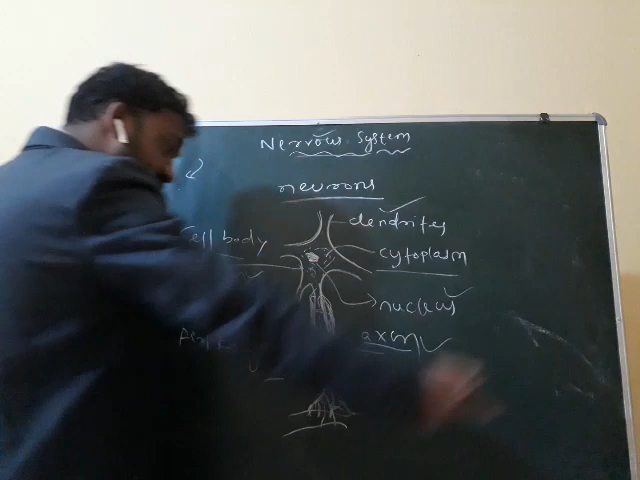 Nervous System
neurons
dendrites
Cell body
cytoplasm
nucleus
axon